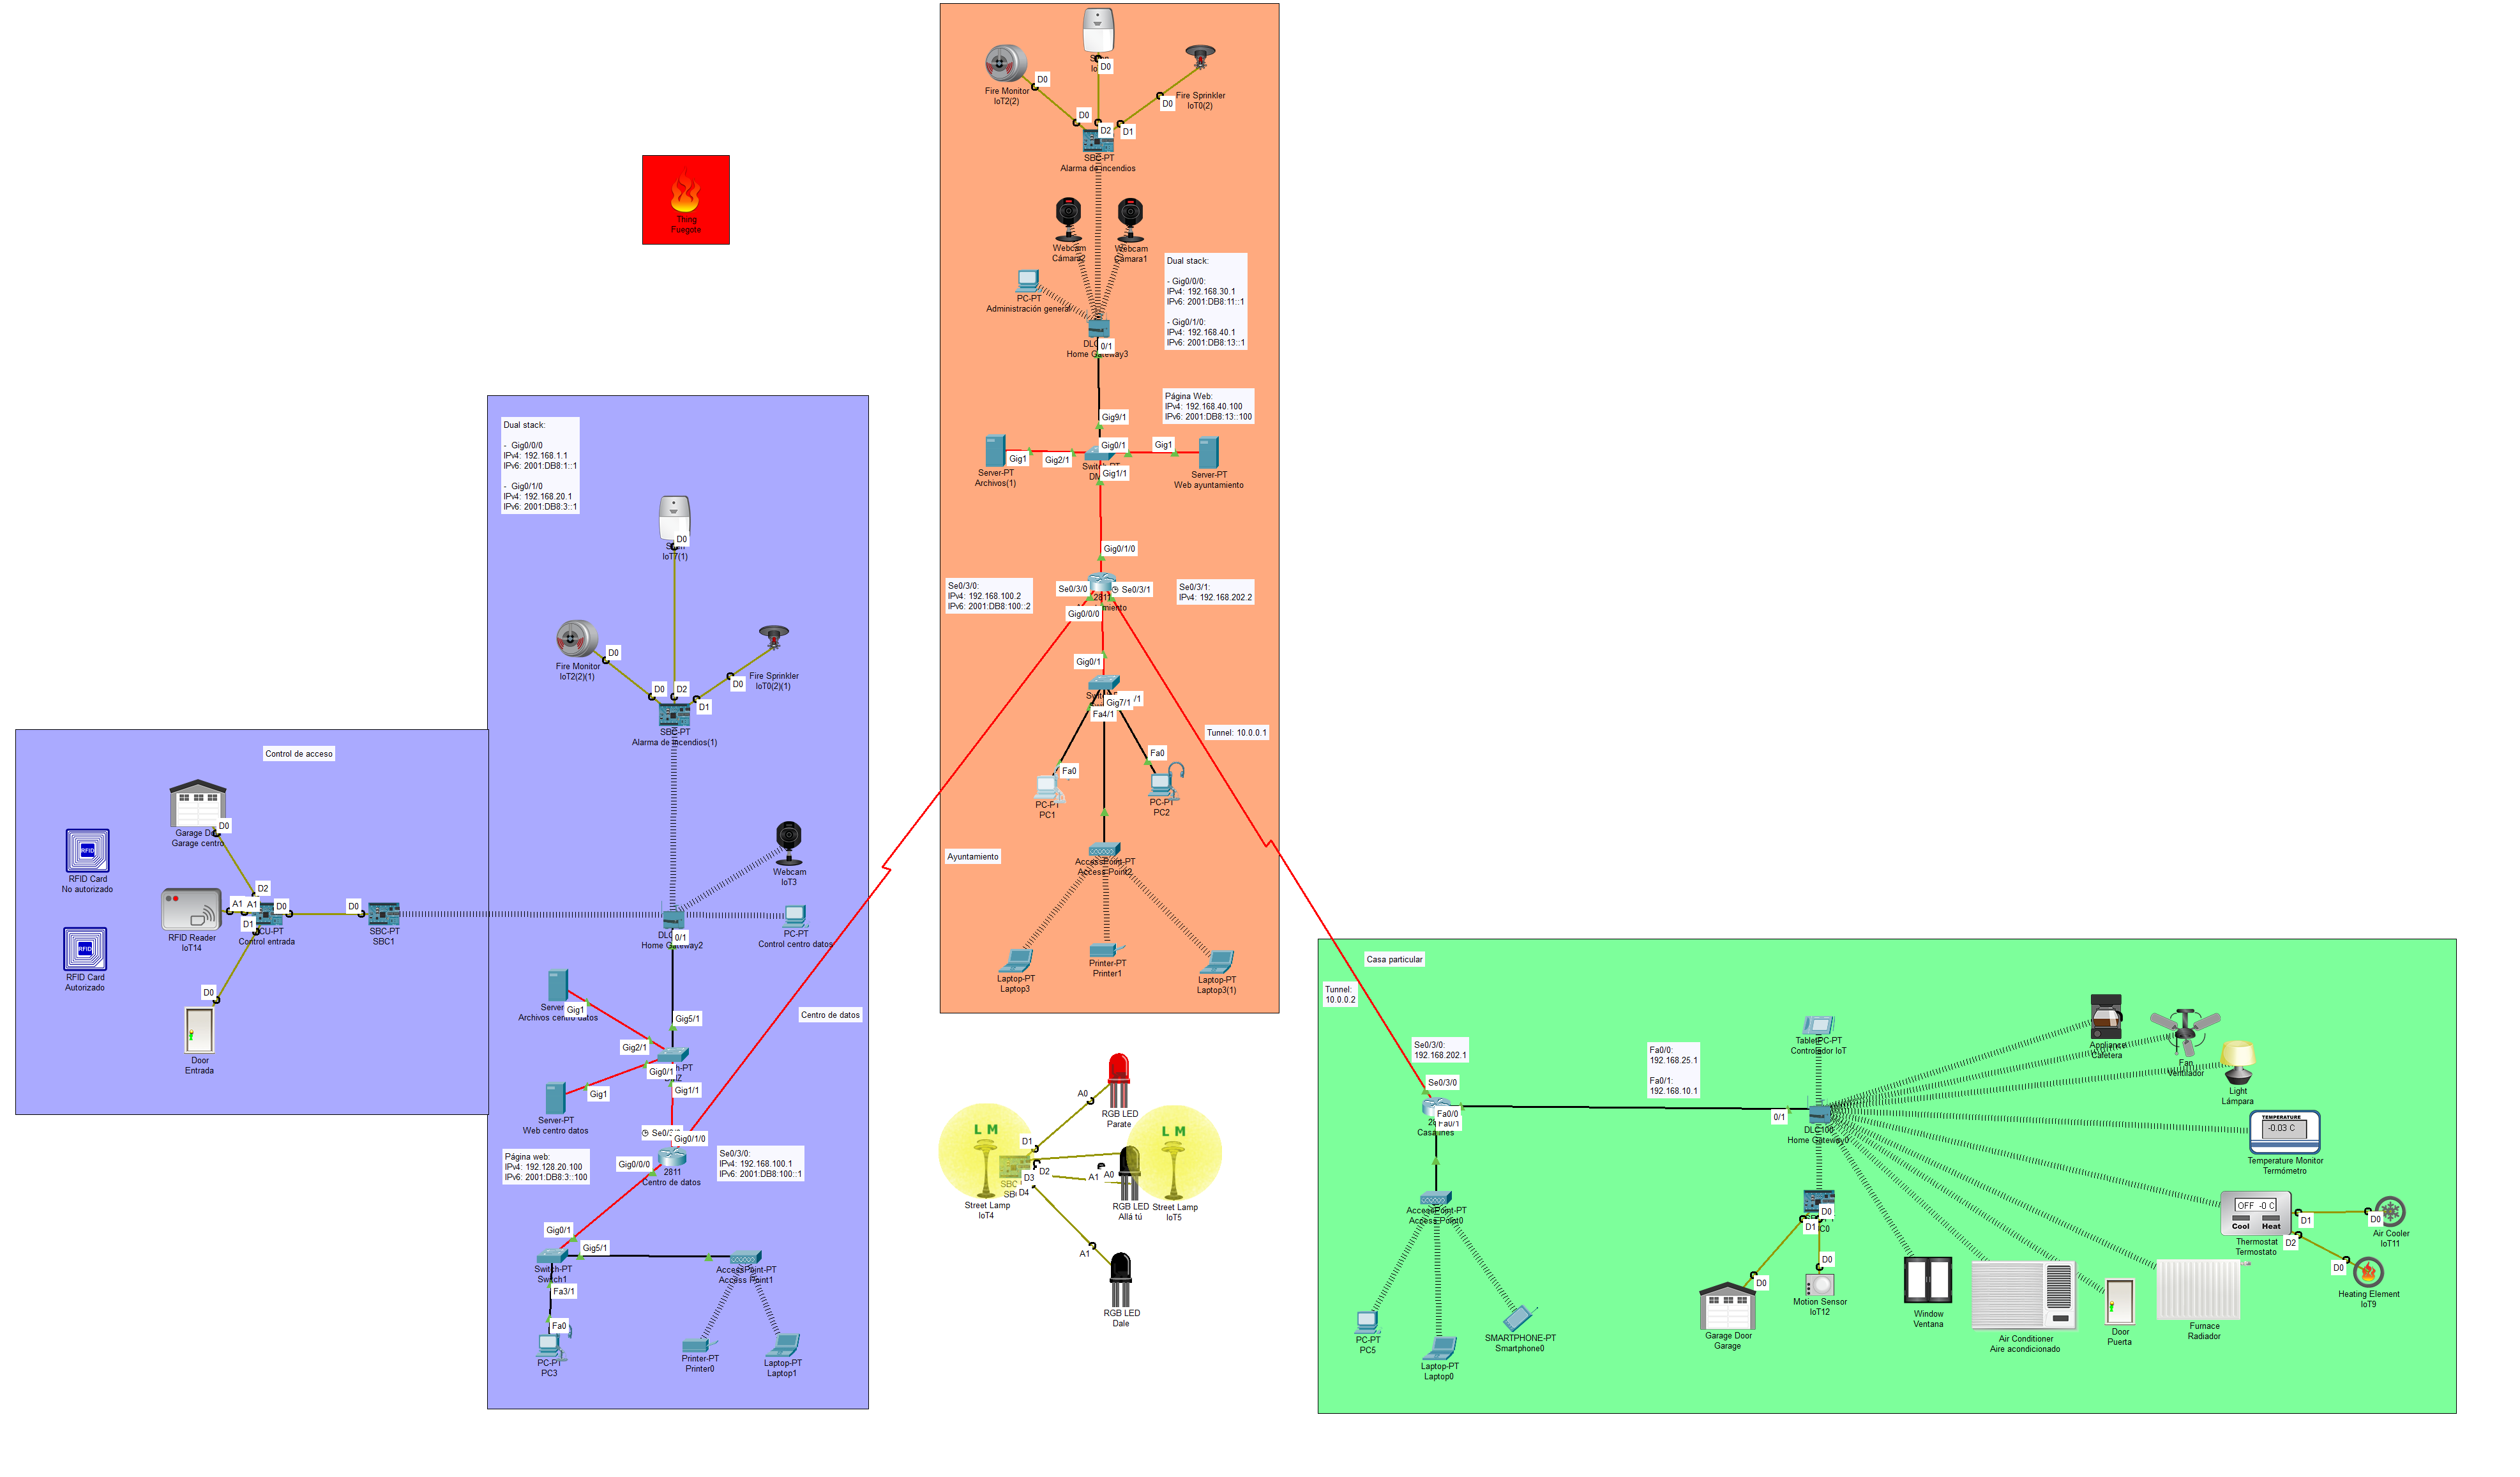 D0
D0
D0
D0
Fire Monitor
IoT2(2)
Fire Sprinkler
IoT0(2)
D0
D2
D1
SBC-PT
Alarma de incendios
Thing
Fuegote
Webcam
Cámara2
Webcam
Cámara1
PC-PT
Administración general
Dual stack:
- Gig0/0/0:
IPv4: 192.168.30.1
IPv6: 2001:DB8:11::1
- Gig0/1/0:
IPv4: 192.168.40.1
IPv6: 2001:DB8:13::1
0/1
Home Gateway3
Página Web:
IPv4: 192.168.40.100
IPv6: 2001:DB8:13::100
Gig9/1
Gig0/1
Gig1
Gig1
Gig2/1
Gig1/1
Server-PT
Archivos(1)
Server-PT
Web ayuntamiento
Gig0/1/0
Se0/3/0:
IPv4: 192.168.100.2
IPv6: 2001:DB8:100::2
Se0/3/0
Se0/3/1
Se0/3/1:
IPv4: 192.168.202.2
Gig0/0/0
Gig0/1
Gig7/1
Fa4/1
Tunnel: 10.0.0.1
Fa0
Fa0
PC-PT
PC1
PC-PT
PC2
Ayuntamiento
AccessPoint-PT
Access Point2
Laptop-PT
Laptop3
Printer-PT
Printer1
Laptop-PT
Laptop3(1)
Dual stack:
- Gig0/0/0
IPv4: 192.168.1.1
IPv6: 2001:DB8:1::1
- Gig0/1/0
IPv4: 192.168.20.1
IPv6: 2001:DB8:3::1
D0
IoT7(1)
D0
Fire Monitor
IoT2(2)(1)
D0
Fire Sprinkler
IoT0(2)(1)
D0
D2
D1
SBC-PT
Alarma de incendios(1)
Control de acceso
D0
Garage Door
Garage centro
RFID
RFID Card
No autorizado
RFID
RFID Card
Autorizado
D2
A1
A1
D0
D1
D0
RFID Reader
IoT14
MCU-PT
Control entrada
SBC-PT
SBC1
D0
Door
Entrada
Webcam
IoT3
PC-PT
Control centro datos
0/1
Home Gateway2
Gig1
Archivos centro datos
Gig5/1
Centro de datos
Gig2/1
Gig0/1
Gig1
Gig1/1
Server-PT
Web centro datos
Gig0/1/0
Página web:
IPv4: 192.128.20.100
IPv6: 2001:DB8:3::100
Gig0/0/0
2811
Centro de datos
Se0/3/0:
IPv4: 192.168.100.1
IPv6: 2001:DB8:100::1
Gig0/1
Gig5/1
Switch-PT
Switch1
AccessPoint-PT
Access Point1
Fa3/1
Fa0
PC-PT
PC3
Printer-PT
Printer0
Laptop-PT
Laptop1
A0
RGB LED
Parate
L M
L M
D1
D2
D3
D4
A1
A0
Street Lamp
IoT4
RGB LED
Allá tú
Street Lamp
IoT5
A1
RGB LED
Dale
Casa particular
Tunnel:
10.0.0.2
Se0/3/0:
192.168.202.1
Se0/3/0
Fa0/0
Fa0/1
Fa0/0:
192.168.25.1
Fa0/1:
192.168.10.1
TabletPC-PT
Controlador IoT
0/1
DLC100
Home Gateway0
Appliance
Cafetera
Fan
Ventilador
Light
Lámpara
TEMPERATURE
-0.03 C
Temperature Monitor
Termómetro
OFF -0 C
Cool Heat
Thermostat
Termostato
D1
D0
Air Cooler
IoT11
D2
D0
Heating Element
IoT9
AccessPoint-PT
Access Point0
PC-PT
PC5
Laptop-PT
Laptop0
SMARTPHONE-PT
Smartphone0
D0
D1
D0
D0
Garage Door
Garage
Motion Sensor
IoT12
Window
Ventana
Air Conditioner
Aire acondicionado
Door
Puerta
Furnace
Radiador